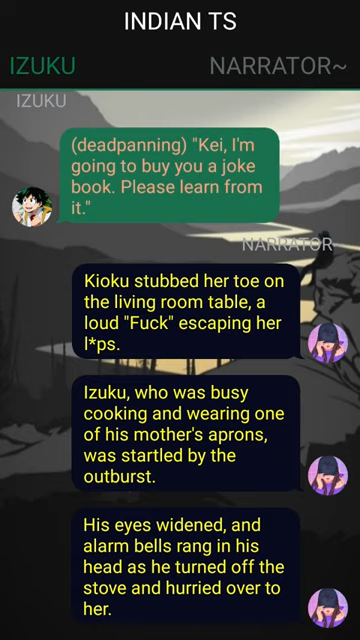 INDIAN TS
IZUKU
NARRATOR~
IZUKU
(deadpanning) "Kei, I'm
going to buy you a joke
book. Please learn from
it."
NARRATOR
Kioku stubbed her toe on
the living room table, a
loud "Fuck" escaping her
l*ps.
Izuku, who was busy
cooking and wearing one
of his mother's aprons,
was startled by the
outburst.
His eyes widened, and
alarm bells rang in his
head as he turned off the
stove and hurried over to
her.